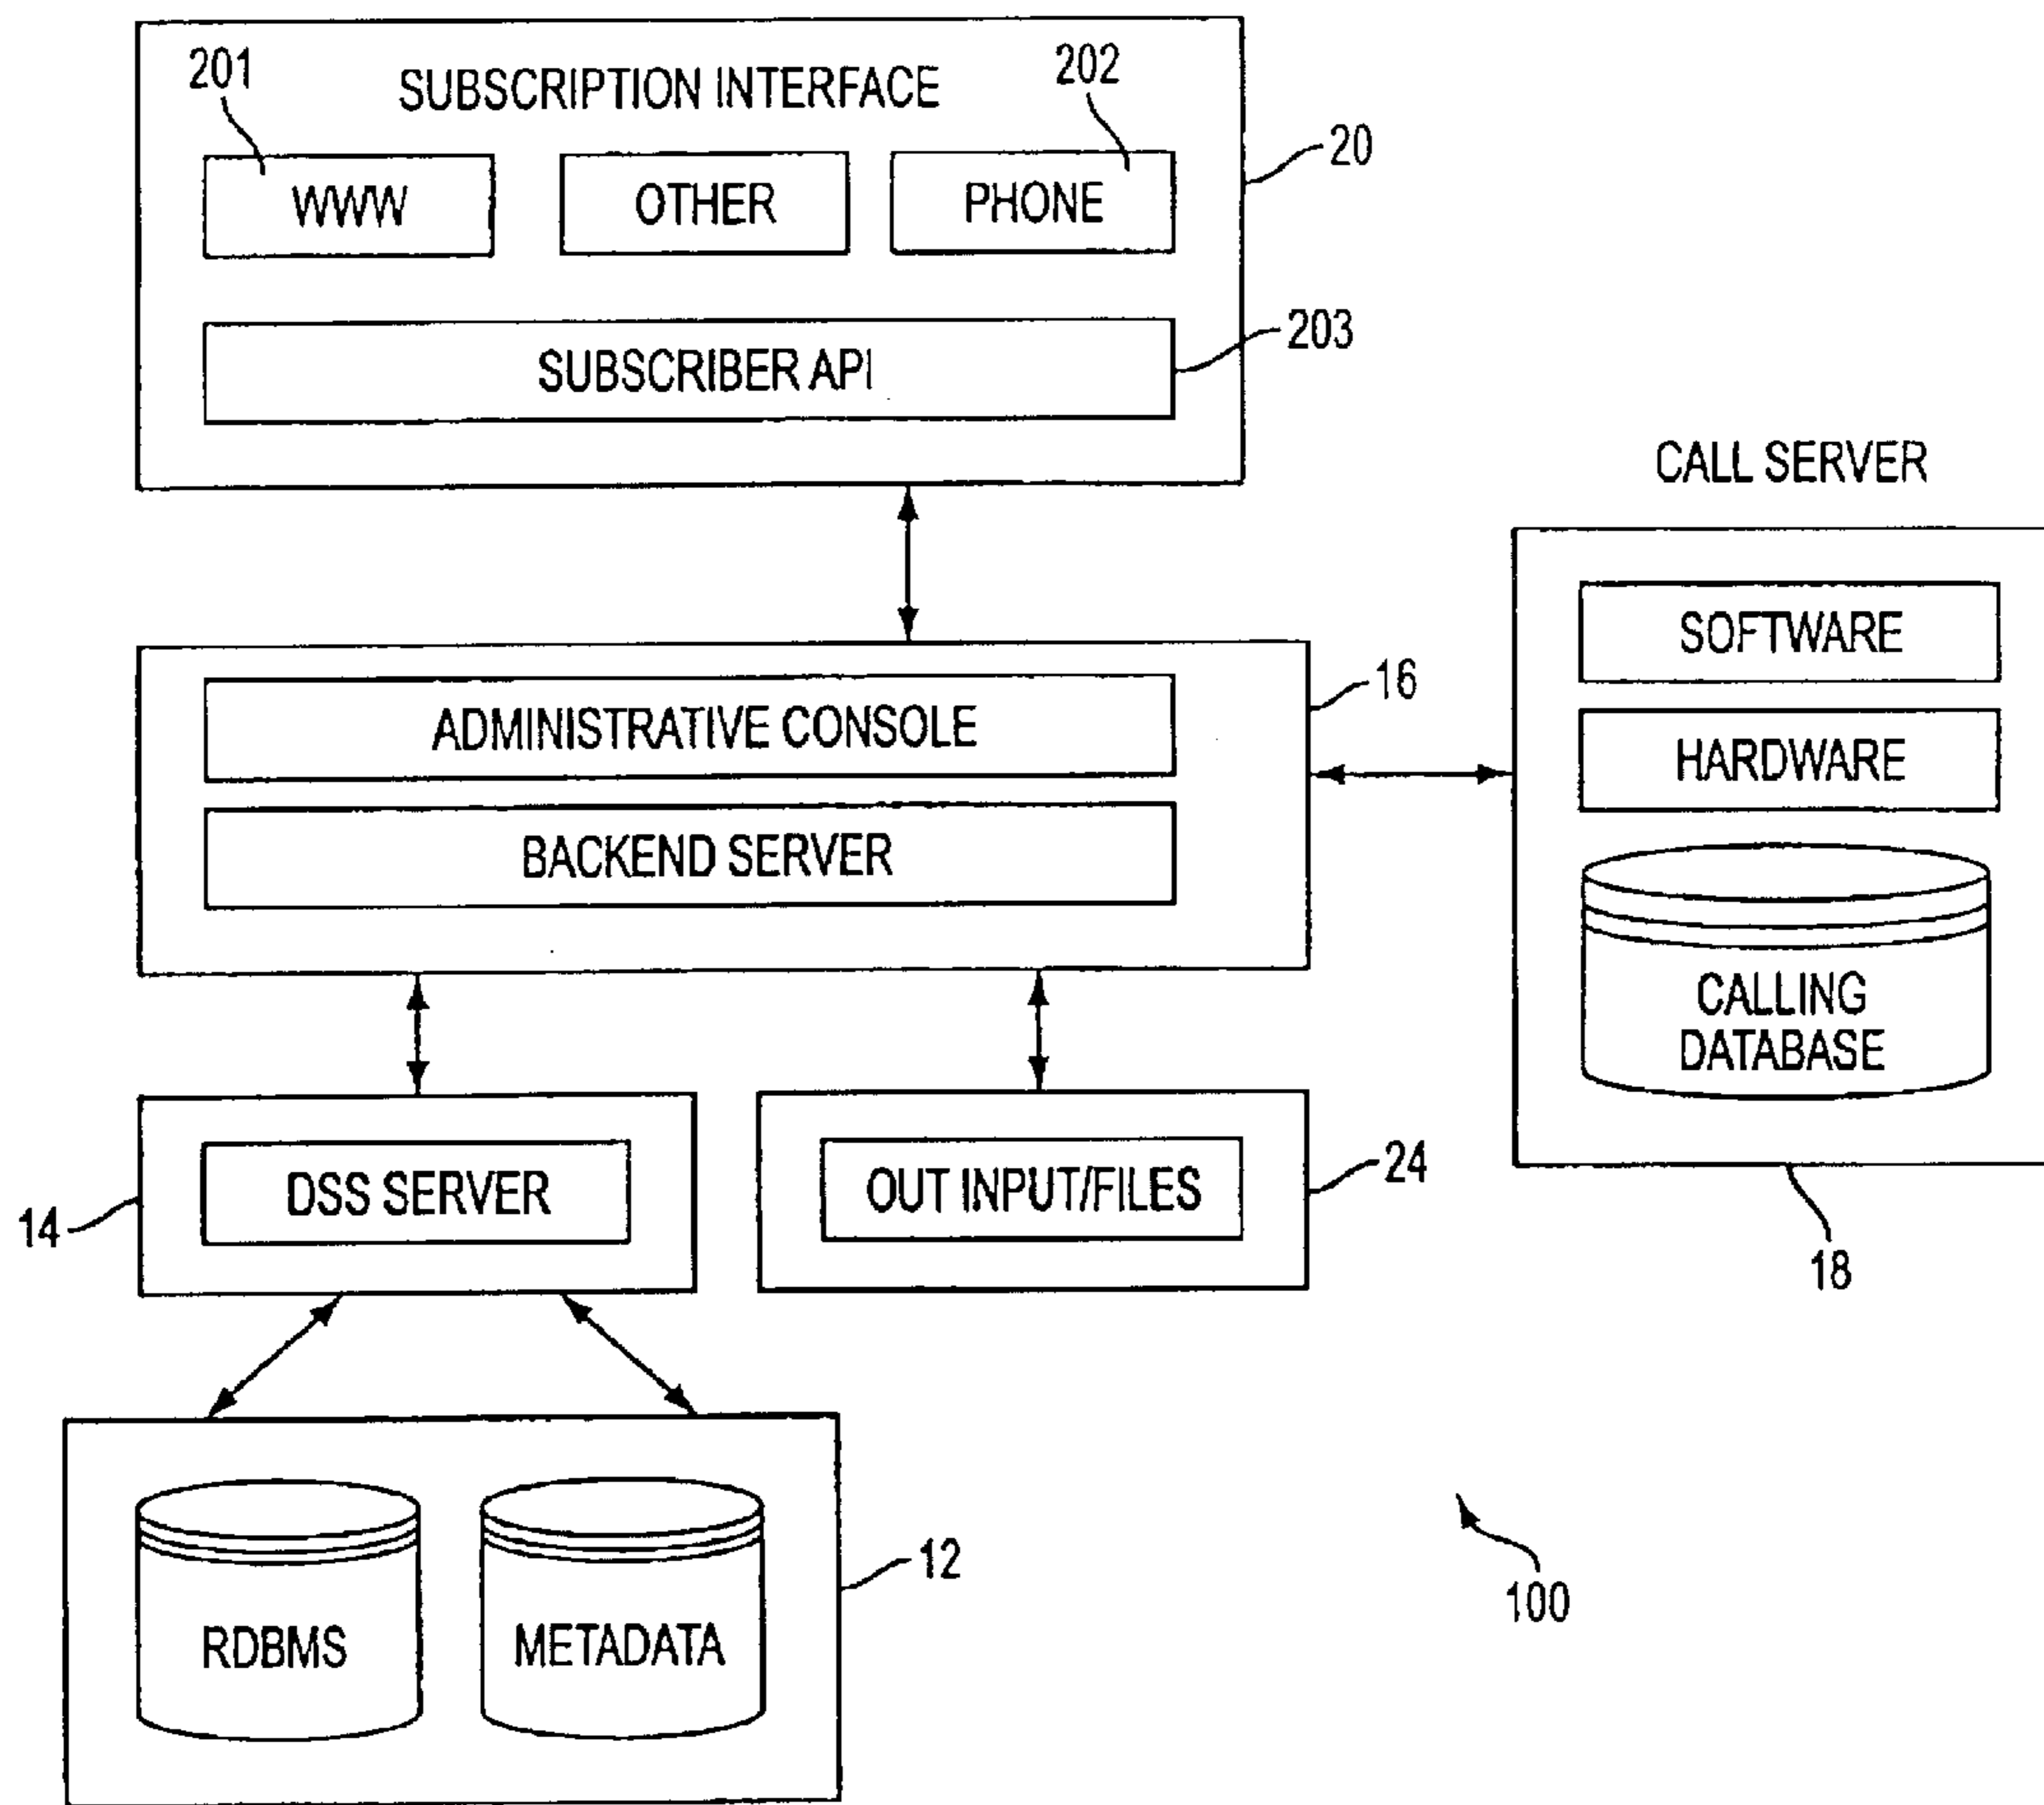 201
SUBSCRIPTION INTERFACE
202
WWW
OTHER
PHONE
20
SUBSCRIBER API
203
CALL SERVER
SOFTWARE
HARDWARE
CALLING
DATABASE
18
ADMINISTRATIVE CONSOLE
16
BACKEND SERVER
DSS SERVER
14
OUT INPUT/FILES
24
RDBMS
METADATA
12
100